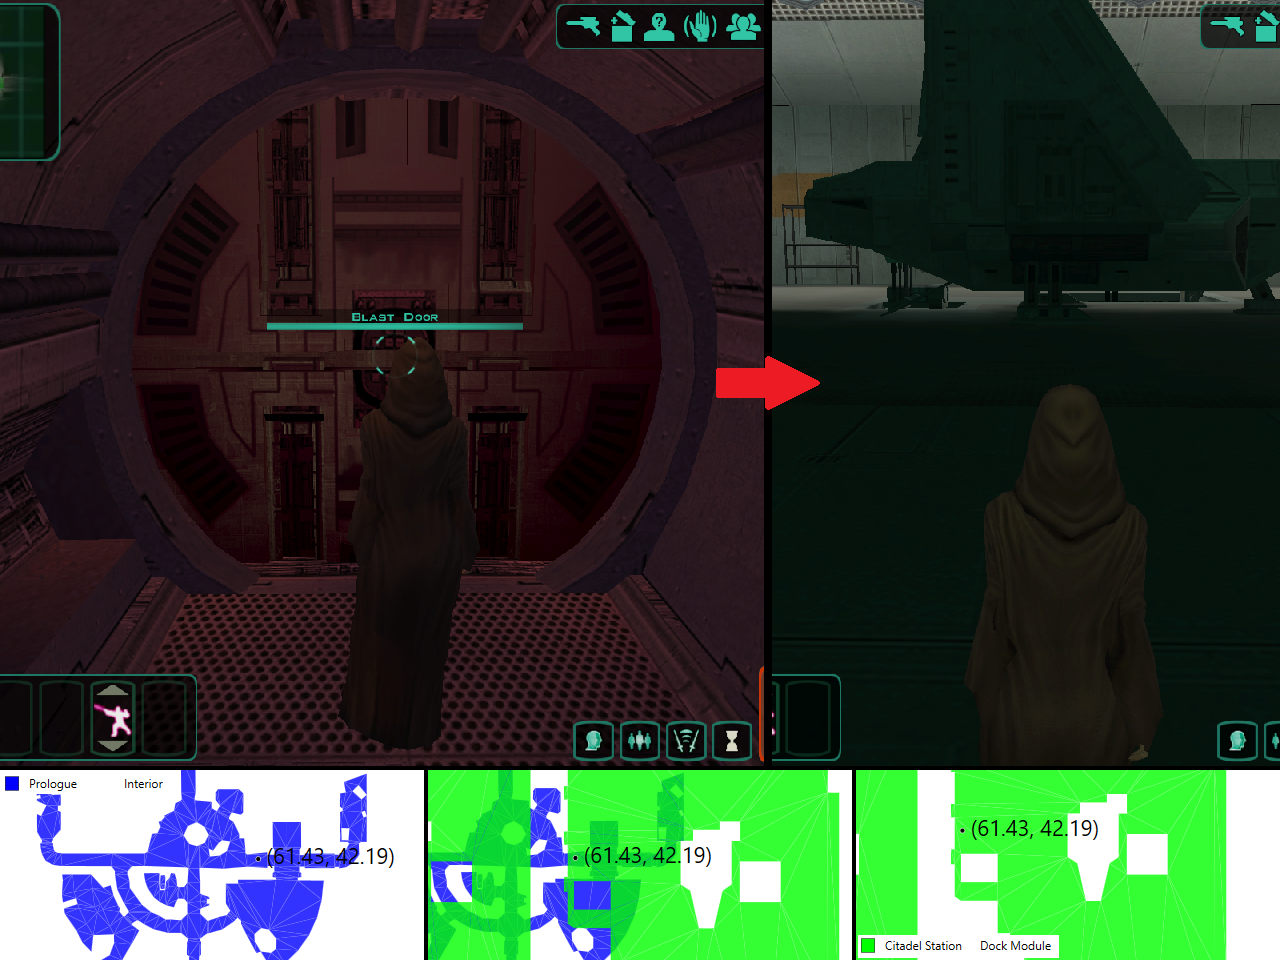 ?
Blast Door
Prologue Interior
(61.43, 42.19)
(61.43, 42.19)
(61.43, 42.19)
Citadel Station Dock Module